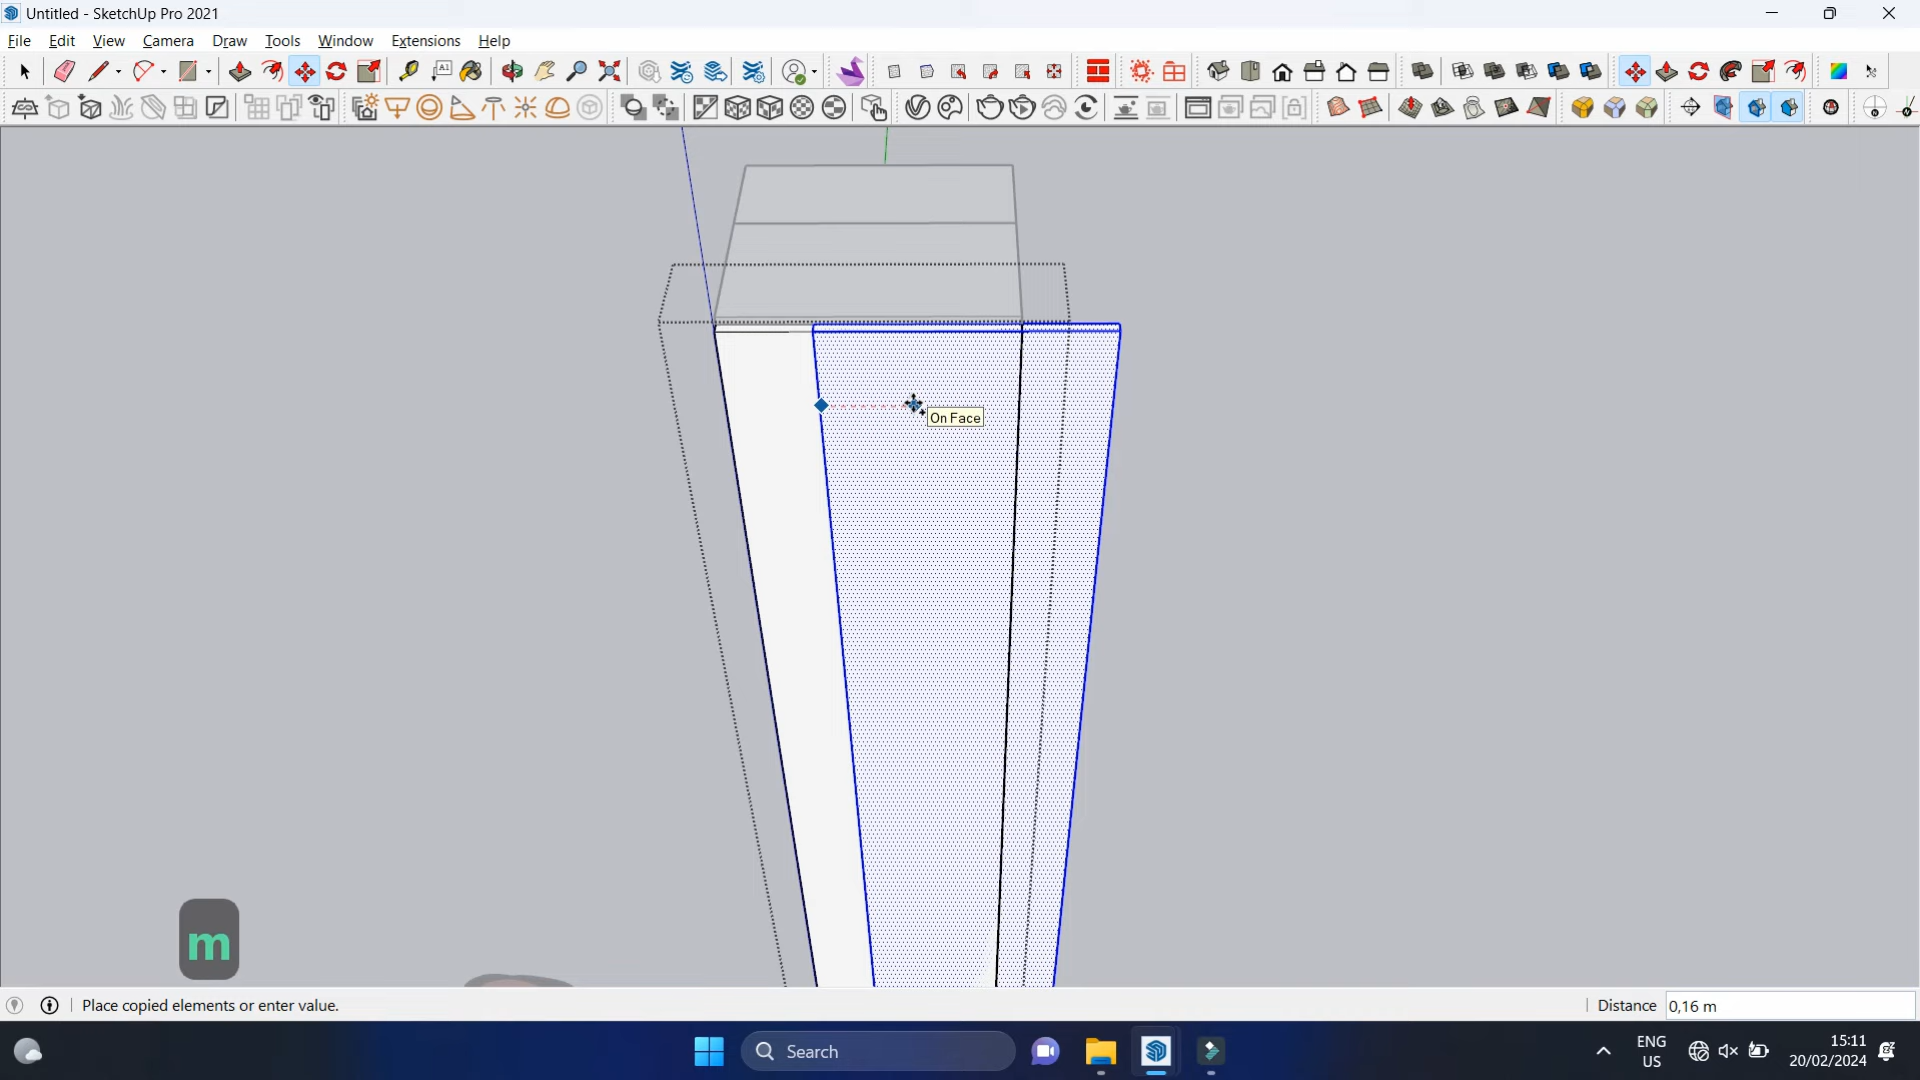 Untitled - SketchUp Pro 2021
File Edit View Camera Draw Tools Window Extensions Help
A1
On Face
m
Place copied elements or enter value.
Distance 0,16 m
Search
ENG
US
15:11
20/02/2024